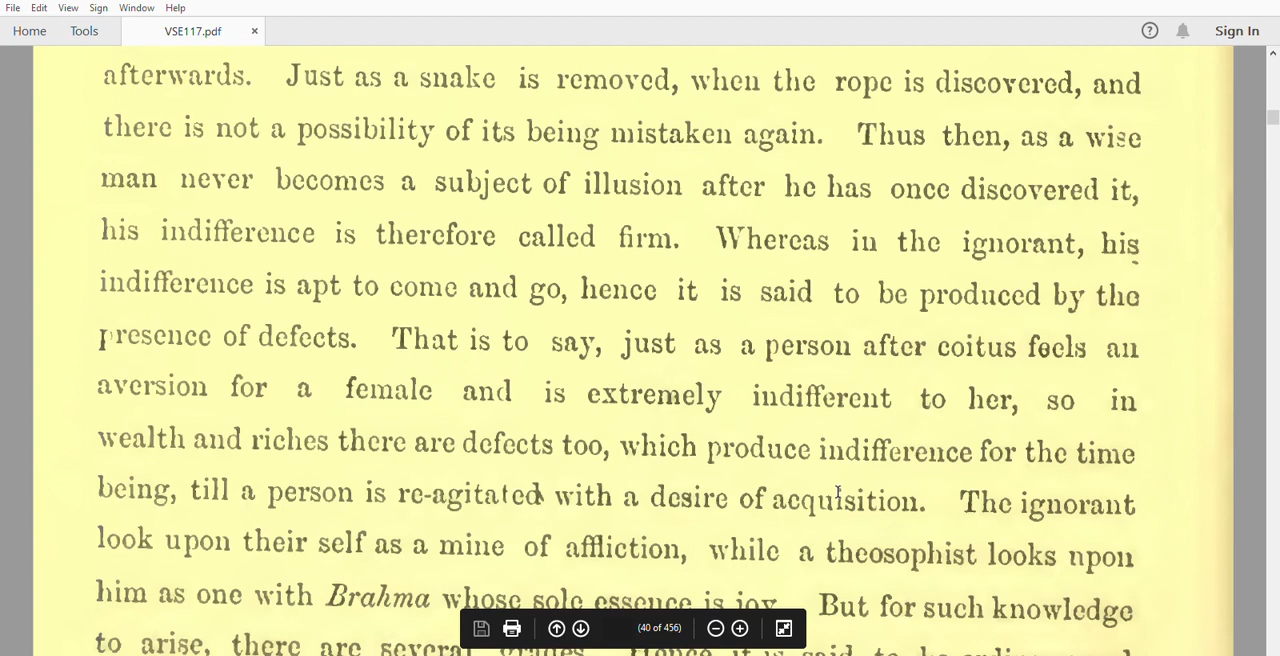 File Edit View Sign Window Help
Home Tools VSE117.pdf × ? Sign In
afterwards. Just as a snake is removed, when the rope is discovered, and
there is not a possibility of its being mistaken again. Thus then, as a wise
man never becomes a subject of illusion after he has once discovered it,
his indifference is therefore called firm. Whereas in the ignorant, his
indifference is apt to come and go, hence it is said to be produced by the
presence of defects. That is to say, just as a person after coitus feels an
aversion for a female and is extremely indifferent to her, so in
wealth and riches there are defects too, which produce indifference for the time
being, till a person is re-agitated with a desire of acquisition. The ignorant
look upon their self as a mine of affliction, while a theosophist looks upon
him as one with Brahma whose sole essence is joy. But for such knowledge
to arise, there are several grades. Hence it is said to be
(40 of 456)